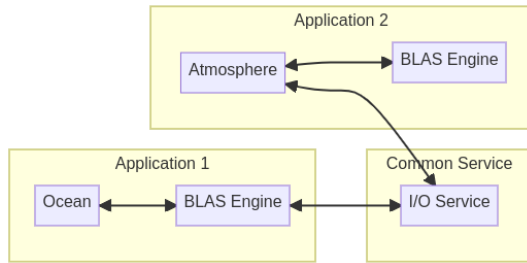 Application 2
Atmosphere
BLAS Engine
Application 1
Ocean
BLAS Engine
Common Service
I/O Service